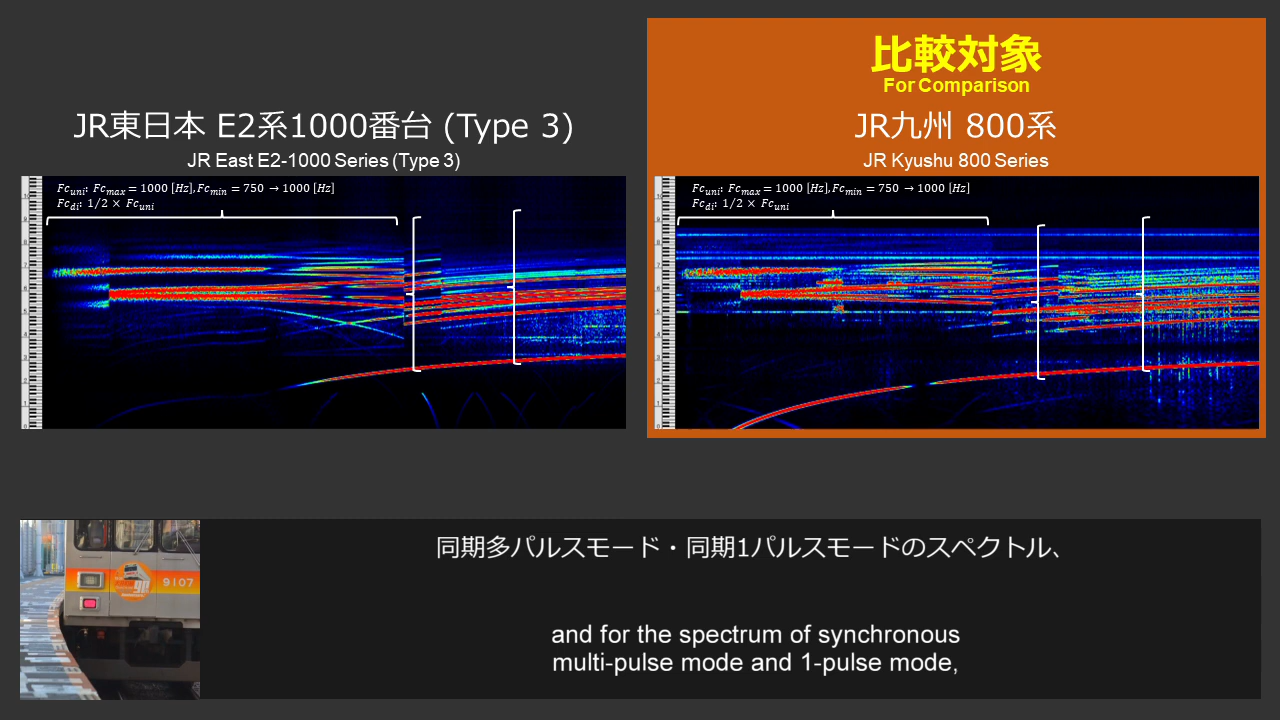 比較対象
For Comparison
JR東日本 E2系1000番台 (Type 3)
JR East E2-1000 Series (Type 3)
JR九州 800系
JR Kyushu 800 Series
Fc_uni: Fc_max = 1000 [Hz], Fc_min = 750 → 1000 [Hz]
Fc_di: 1/2 × Fc_uni
Fc_uni: Fc_max = 1000 [Hz], Fc_min = 750 → 1000 [Hz]
Fc_di: 1/2 × Fc_uni
9107
90
同期多パルスモード・同期1パルスモードのスペクトル、
and for the spectrum of synchronous
multi-pulse mode and 1-pulse mode,